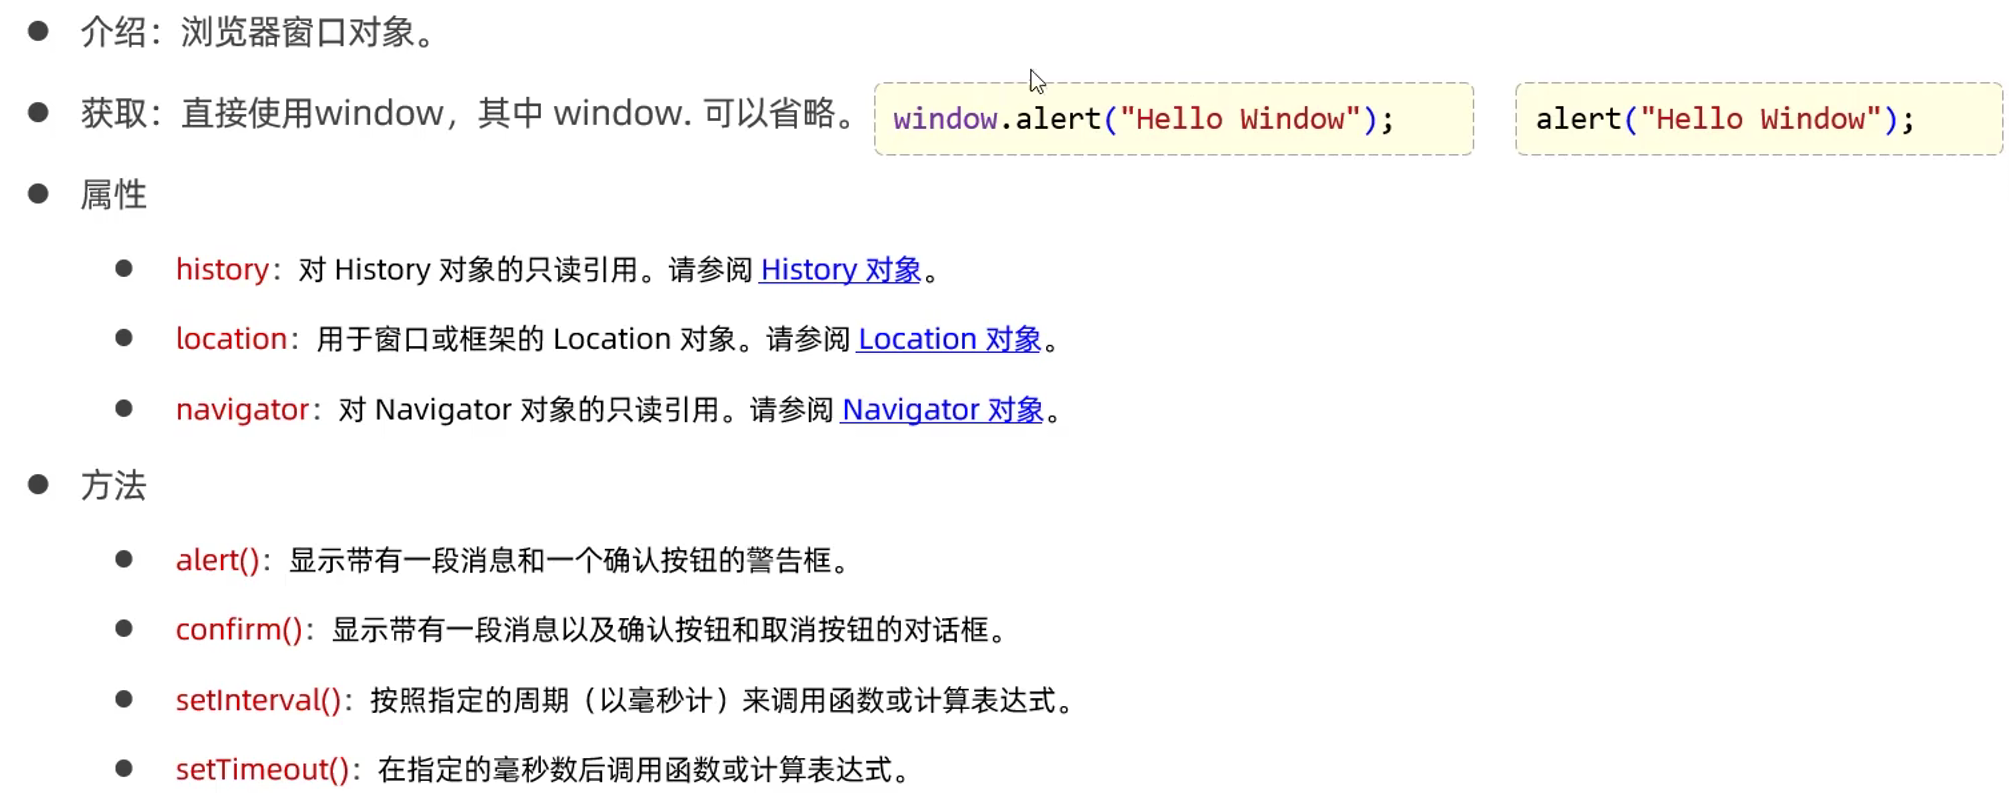 介绍：浏览器窗口对象。
获取：直接使用window，其中 window. 可以省略。 window.alert("Hello Window"); alert("Hello Window");
属性
history：对 History 对象的只读引用。请参阅 History 对象。
location：用于窗口或框架的 Location 对象。请参阅 Location 对象。
navigator：对 Navigator 对象的只读引用。请参阅 Navigator 对象。
方法
alert()：显示带有一段消息和一个确认按钮的警告框。
confirm()：显示带有一段消息以及确认按钮和取消按钮的对话框。
setInterval()：按照指定的周期（以毫秒计）来调用函数或计算表达式。
setTimeout()：在指定的毫秒数后调用函数或计算表达式。